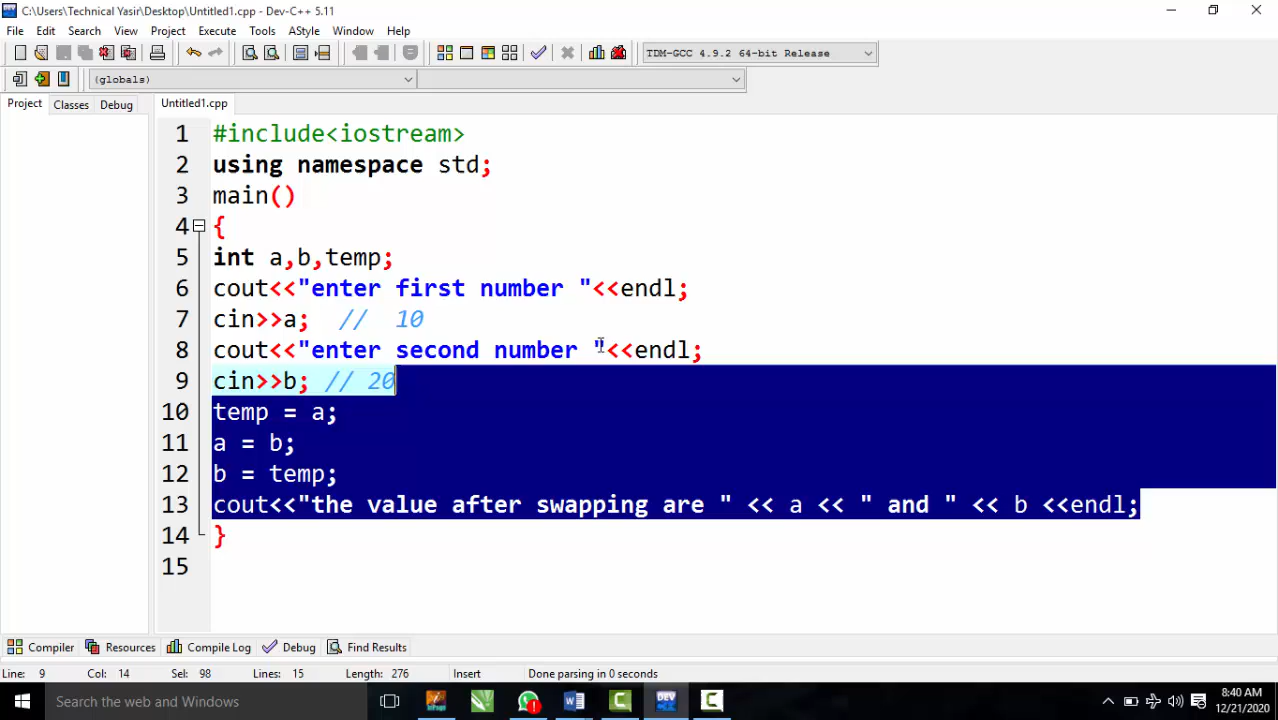 C:\Users\Technical Yasir\Desktop\Untitled1.cpp - Dev-C++ 5.11
File Edit Search View Project Execute Tools AStyle Window Help
TDM-GCC 4.9.2 64-bit Release
(globals)
Project Classes Debug Untitled1.cpp
1 #include<iostream>
2 using namespace std;
3 main()
4 {
5 int a,b,temp;
6 cout<<"enter first number "<<endl;
7 cin>>a; // 10
8 cout<<"enter second number "<<endl;
9 cin>>b; // 20
10 temp = a;
11 a = b;
12 b = temp;
13 cout<<"the value after swapping are " << a << " and " << b <<endl;
14 }
15
Compiler Resources Compile Log Debug Find Results
Line: 9 Col: 14 Sel: 98 Lines: 15 Length: 276 Insert Done parsing in 0 seconds
Search the web and Windows
DEV
8:40 AM
12/21/2020